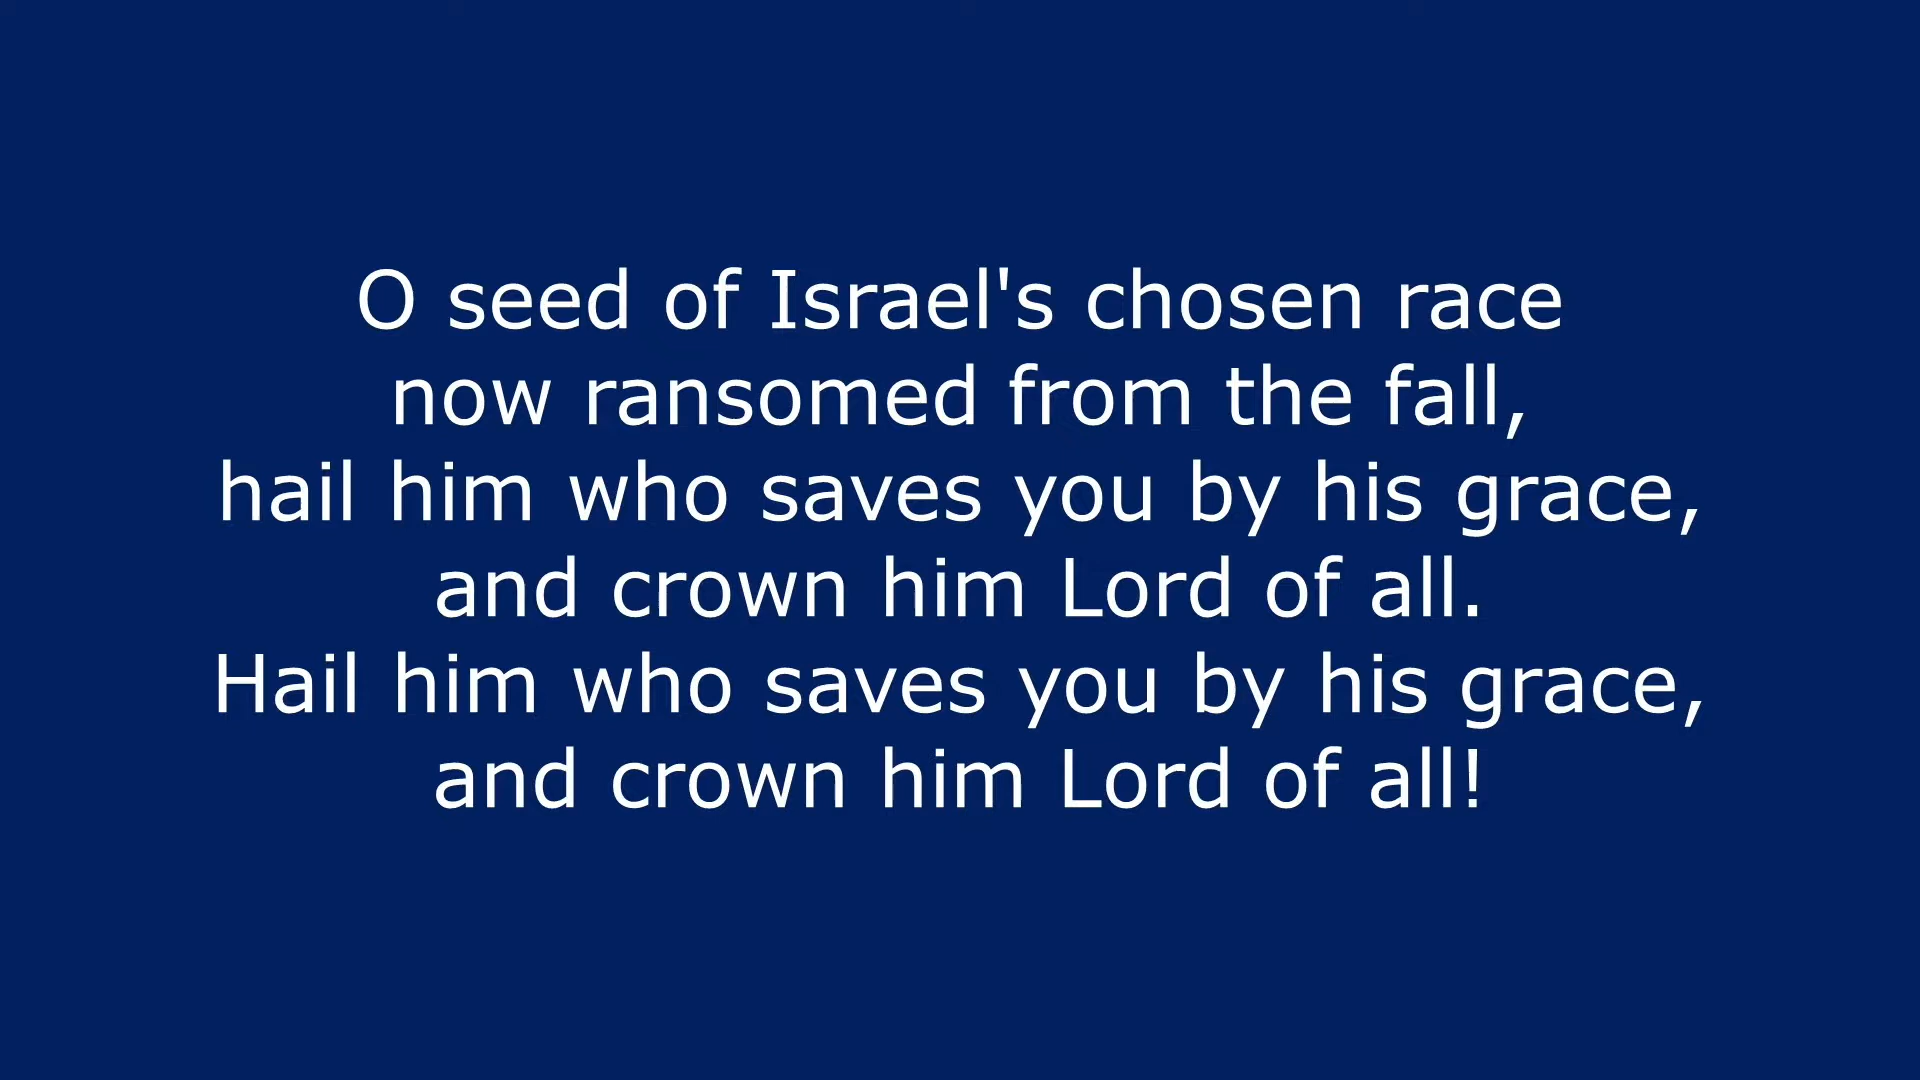 O seed of Israel's chosen race
now ransomed from the fall,
hail him who saves you by his grace,
and crown him Lord of all.
Hail him who saves you by his grace,
and crown him Lord of all!